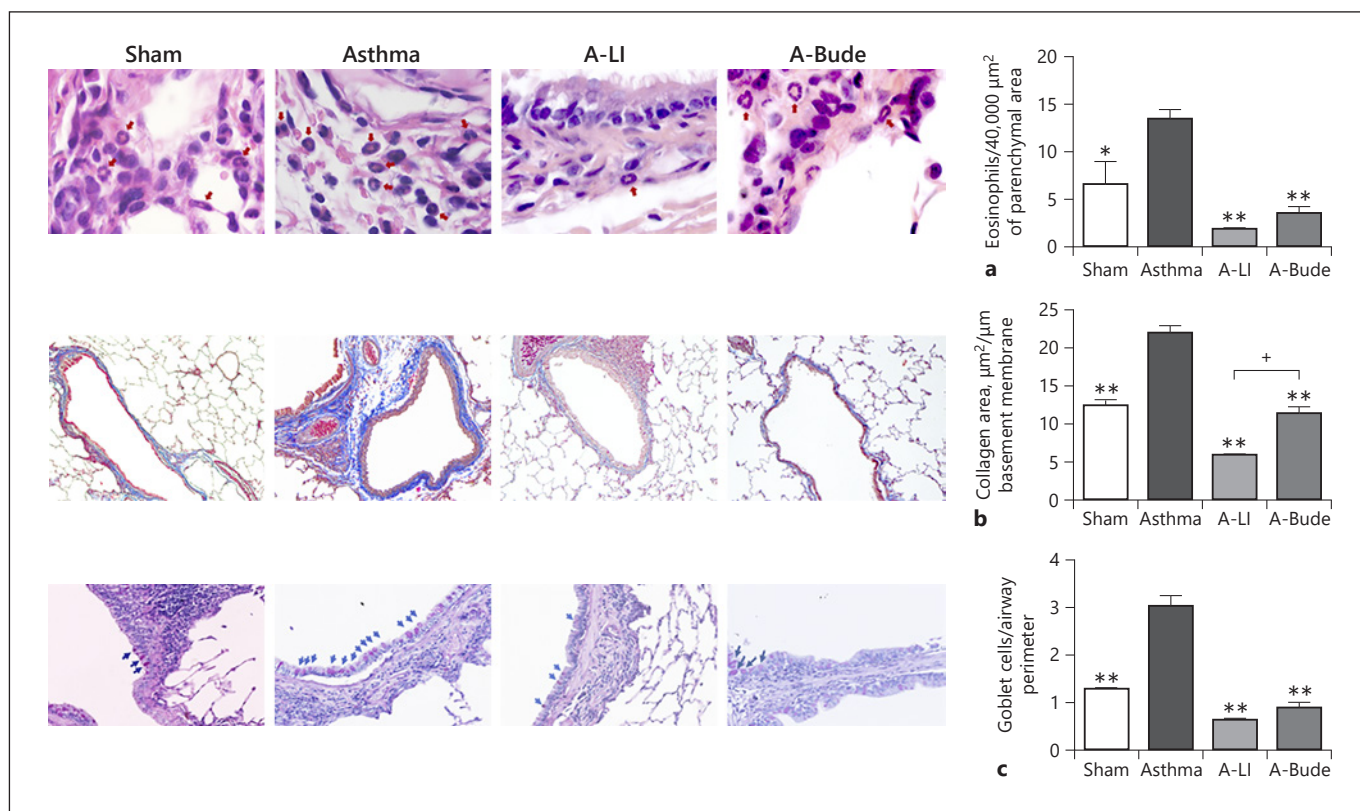 Sham Asthma A-LI A-Bude
Eosinophils/40,000 μm²
of parenchymal area
20
15
10
5
0
*
**
**
Sham Asthma A-LI A-Bude
a
Collagen area, μm²/μm
basement membrane
25
20
15
10
5
0
**
**
+
**
Sham Asthma A-LI A-Bude
b
Goblet cells/airway
perimeter
4
3
2
1
0
**
**
**
Sham Asthma A-LI A-Bude
c